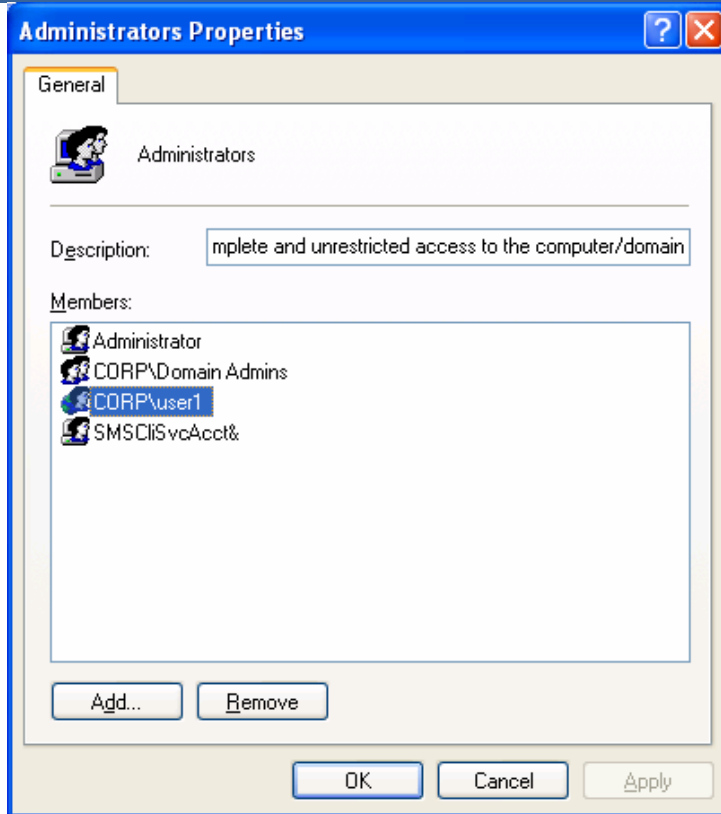 Administrators Properties
General
Administrators
Description: mplete and unrestricted access to the computer/domain
Members:
Administrator
CORP\Domain Admins
CORP\user1
SMSCliSvcAcct&
Add... Remove
OK Cancel Apply